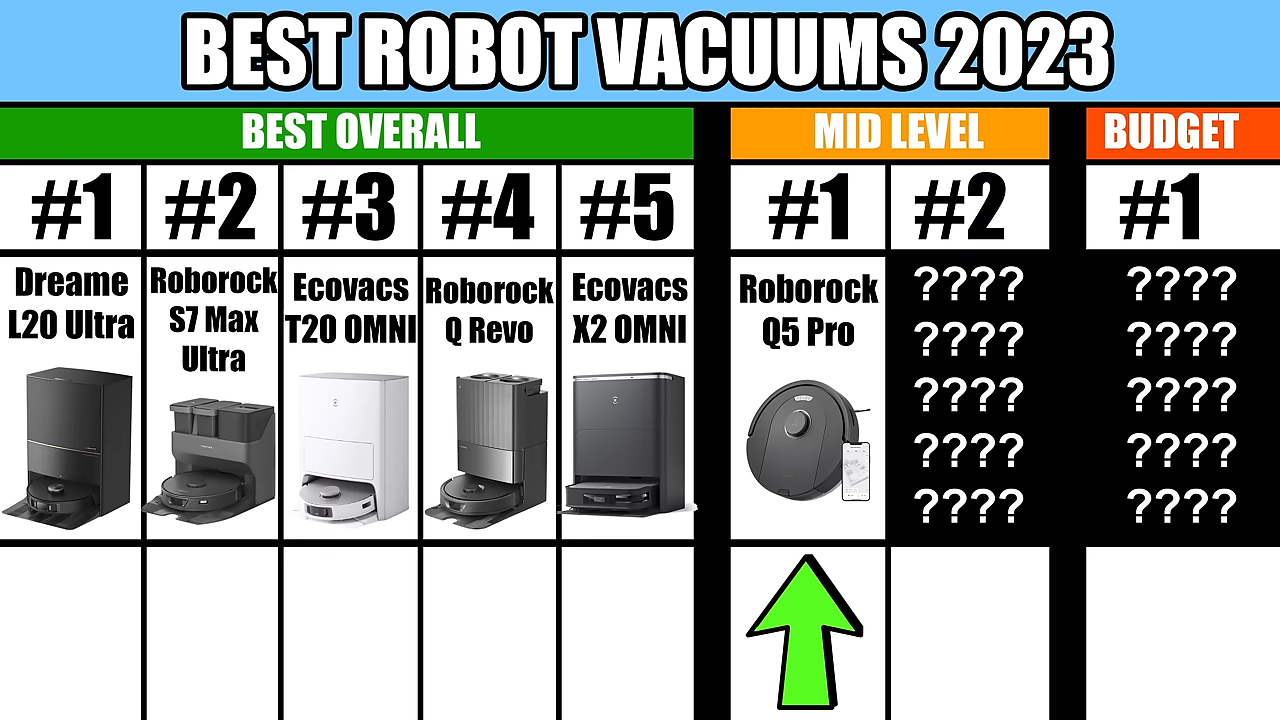 BEST ROBOT VACUUMS 2023
BEST OVERALL
MID LEVEL
BUDGET
#1
#2
#3
#4
#5
#1
#2
#1
Dreame
L20 Ultra
Roborock
S7 Max
Ultra
Ecovacs
T20 OMNI
Roborock
Q Revo
Ecovacs
X2 OMNI
Roborock
Q5 Pro
????
????
????
????
????
????
????
????
????
????